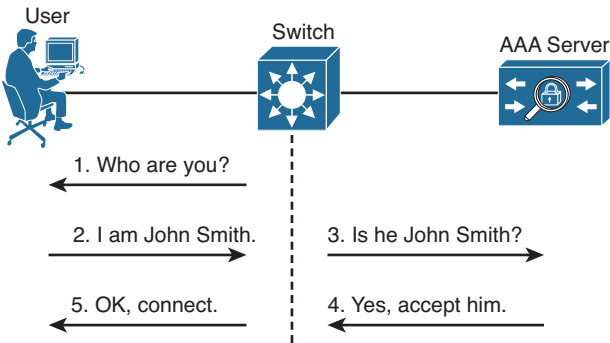 User
Switch
AAA Server
1. Who are you?
2. I am John Smith.
3. Is he John Smith?
5. OK, connect.
4. Yes, accept him.